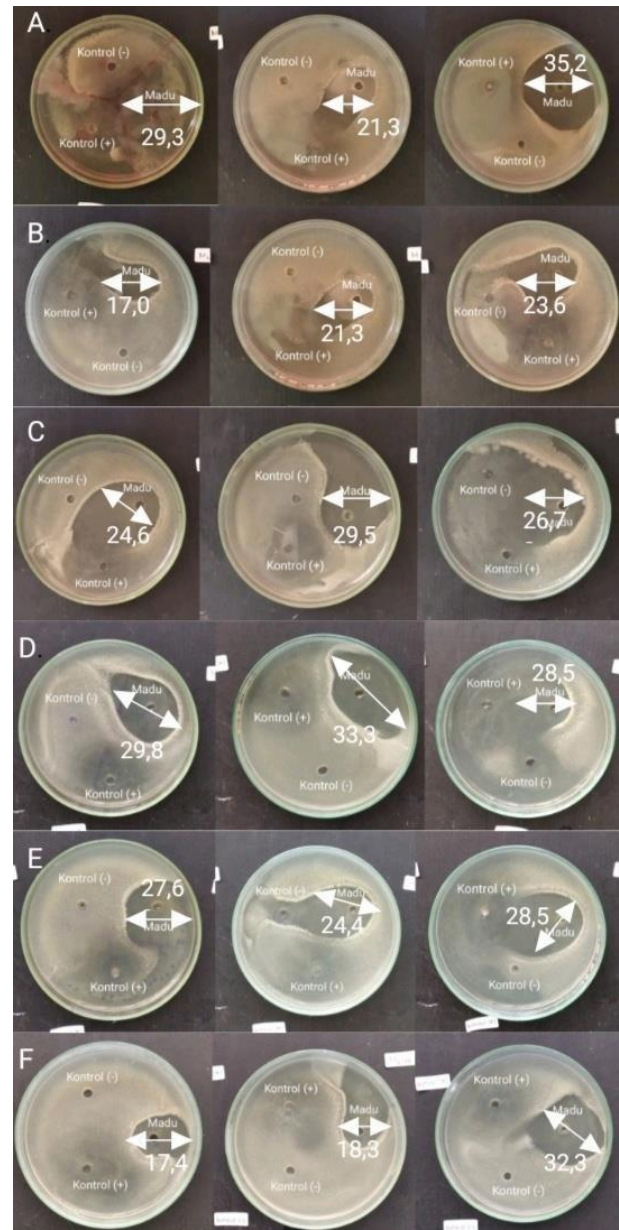 A.
Kontrol (-)
Madu
29,3
Kontrol (+)
Kontrol (-)
Madu
21,3
Kontrol (+)
Kontrol (+)
35,2
Madu
Kontrol (-)
B.
Madu
17,0
Kontrol (+)
Kontrol (-)
Kontrol (-)
Madu
21,3
Kontrol (+)
Madu
23,6
Kontrol (-)
Kontrol (+)
C
Kontrol (-)
Madu
24,6
Kontrol (+)
Kontrol (-)
Madu
29,5
Kontrol (+)
Kontrol (-)
26,7
Madu
Kontrol (+)
D.
Kontrol (-)
Madu
29,8
Kontrol (+)
Madu
Kontrol (+)
33,3
Kontrol (-)
28,5
Kontrol (+)
Madu
Kontrol (-)
E
Kontrol (-)
27,6
Madu
Kontrol (+)
Kontrol (-)
Madu
24,4
Kontrol (+)
Kontrol (+)
28,5
Madu
Kontrol (-)
F
Kontrol (-)
Madu
17,4
Kontrol (+)
Kontrol (+)
Madu
18,3
Kontrol (-)
Kontrol (+)
Madu
32,3
Kontrol (-)